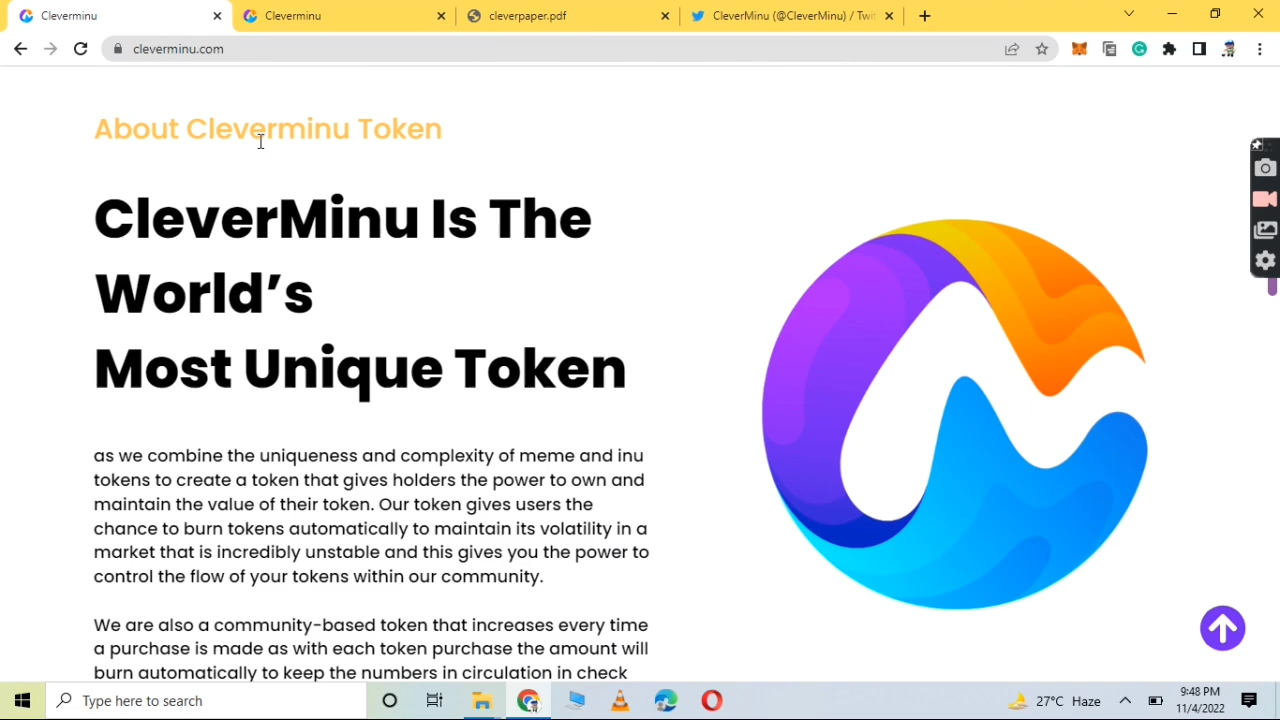 Cleverminu
Cleverminu
cleverpaper.pdf
CleverMinu (@CleverMinu) / Twit
cleverminu.com
About Cleverminu Token
CleverMinu Is The
World’s
Most Unique Token
as we combine the uniqueness and complexity of meme and inu
tokens to create a token that gives holders the power to own and
maintain the value of their token. Our token gives users the
chance to burn tokens automatically to maintain its volatility in a
market that is incredibly unstable and this gives you the power to
control the flow of your tokens within our community.
We are also a community-based token that increases every time
a purchase is made as with each token purchase the amount will
burn automatically to keep the numbers in circulation in check
Type here to search
27°C Haze
9:48 PM
11/4/2022